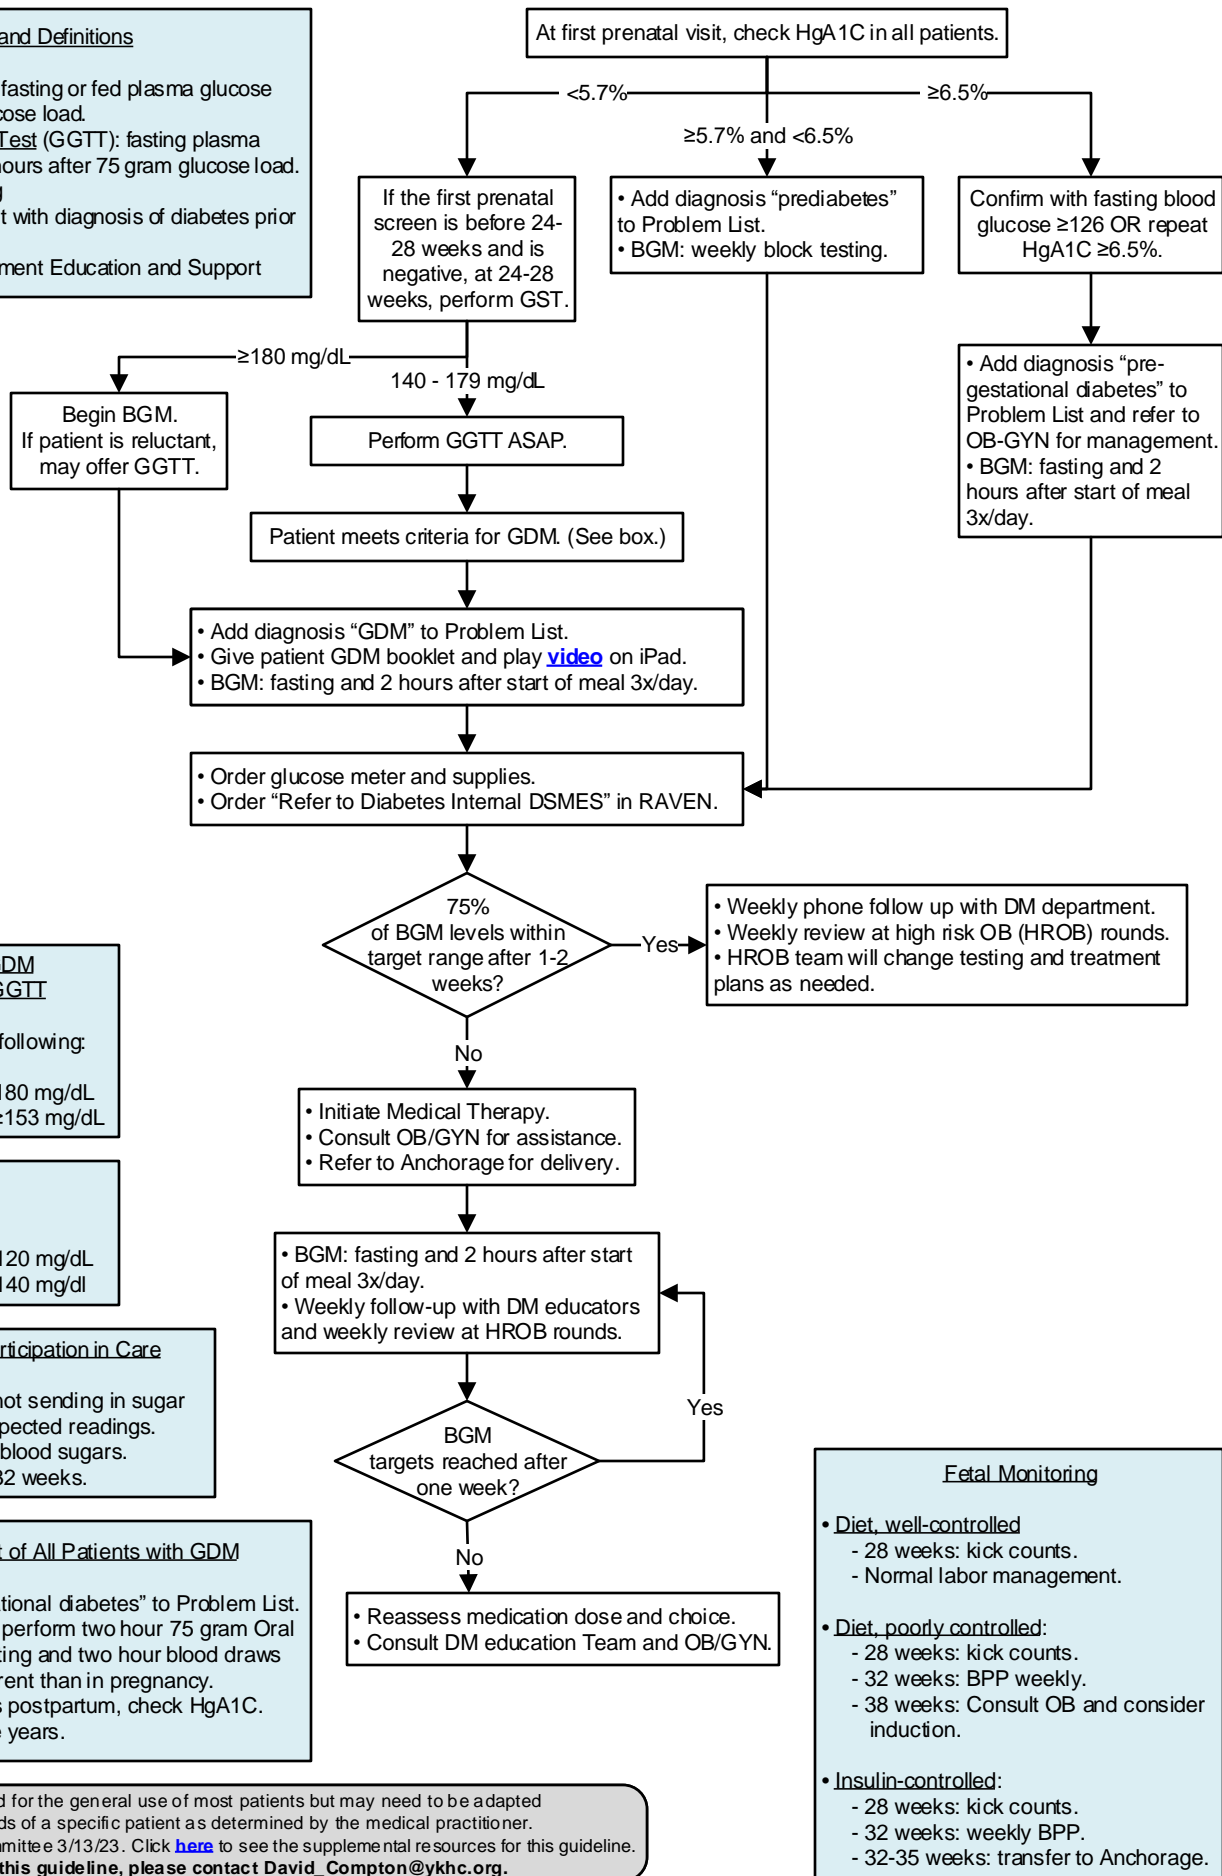 and Definitions
fasting or fed plasma glucose
cose load.
Test (GGTT): fasting plasma
hours after 75 gram glucose load.
g
t with diagnosis of diabetes prior
ment Education and Support
At first prenatal visit, check HgA1C in all patients.
<5.7%
≥5.7% and <6.5%
≥6.5%
If the first prenatal
screen is before 24-
28 weeks and is
negative, at 24-28
weeks, perform GST.
• Add diagnosis “prediabetes”
to Problem List.
• BGM: weekly block testing.
Confirm with fasting blood
glucose ≥126 OR repeat
HgA1C ≥6.5%.
• Add diagnosis “pre-
gestational diabetes” to
Problem List and refer to
OB-GYN for management.
• BGM: fasting and 2
hours after start of meal
3x/day.
≥180 mg/dL
140 - 179 mg/dL
Begin BGM.
If patient is reluctant,
may offer GGTT.
Perform GGTT ASAP.
Patient meets criteria for GDM. (See box.)
• Add diagnosis “GDM” to Problem List.
• Give patient GDM booklet and play video on iPad.
• BGM: fasting and 2 hours after start of meal 3x/day.
• Order glucose meter and supplies.
• Order “Refer to Diabetes Internal DSMES” in RAVEN.
75%
of BGM levels within
target range after 1-2
weeks?
Yes
• Weekly phone follow up with DM department.
• Weekly review at high risk OB (HROB) rounds.
• HROB team will change testing and treatment
plans as needed.
No
• Initiate Medical Therapy.
• Consult OB/GYN for assistance.
• Refer to Anchorage for delivery.
• BGM: fasting and 2 hours after start
of meal 3x/day.
• Weekly follow-up with DM educators
and weekly review at HROB rounds.
Yes
BGM
targets reached after
one week?
No
• Reassess medication dose and choice.
• Consult DM education Team and OB/GYN.
GDM
GGTT
following:
180 mg/dL
≥153 mg/dL
120 mg/dL
140 mg/dl
rticipation in Care
not sending in sugar
pected readings.
blood sugars.
32 weeks.
t of All Patients with GDM
tional diabetes” to Problem List.
perform two hour 75 gram Oral
ting and two hour blood draws
rent than in pregnancy.
s postpartum, check HgA1C.
e years.
Fetal Monitoring
• Diet, well-controlled
- 28 weeks: kick counts.
- Normal labor management.
• Diet, poorly controlled:
- 28 weeks: kick counts.
- 32 weeks: BPP weekly.
- 38 weeks: Consult OB and consider
induction.
• Insulin-controlled:
- 28 weeks: kick counts.
- 32 weeks: weekly BPP.
- 32-35 weeks: transfer to Anchorage.
d for the general use of most patients but may need to be adapted
ds of a specific patient as determined by the medical practitioner.
mmittee 3/13/23. Click here to see the supplemental resources for this guideline.
this guideline, please contact David_Compton@ykhc.org.